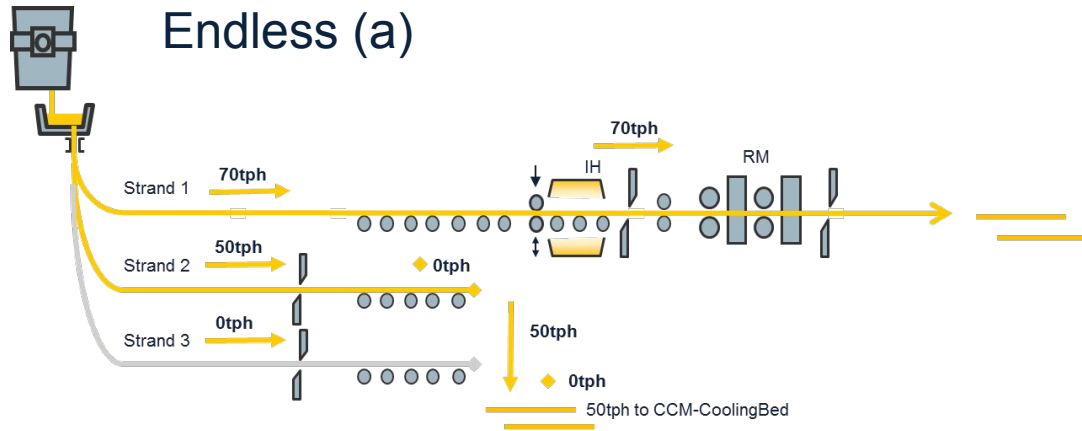 Endless (a)
70tph
IH
RM
Strand 1
70tph
Strand 2
50tph
0tph
Strand 3
0tph
50tph
0tph
50tph to CCM-CoolingBed